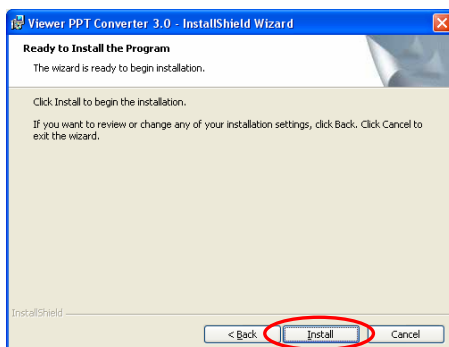 Viewer PPT Converter 3.0 - InstallShield Wizard
Ready to Install the Program
The wizard is ready to begin installation.
Click Install to begin the installation.
If you want to review or change any of your installation settings, click Back. Click Cancel to
exit the wizard.
InstallShield
< Back Install Cancel